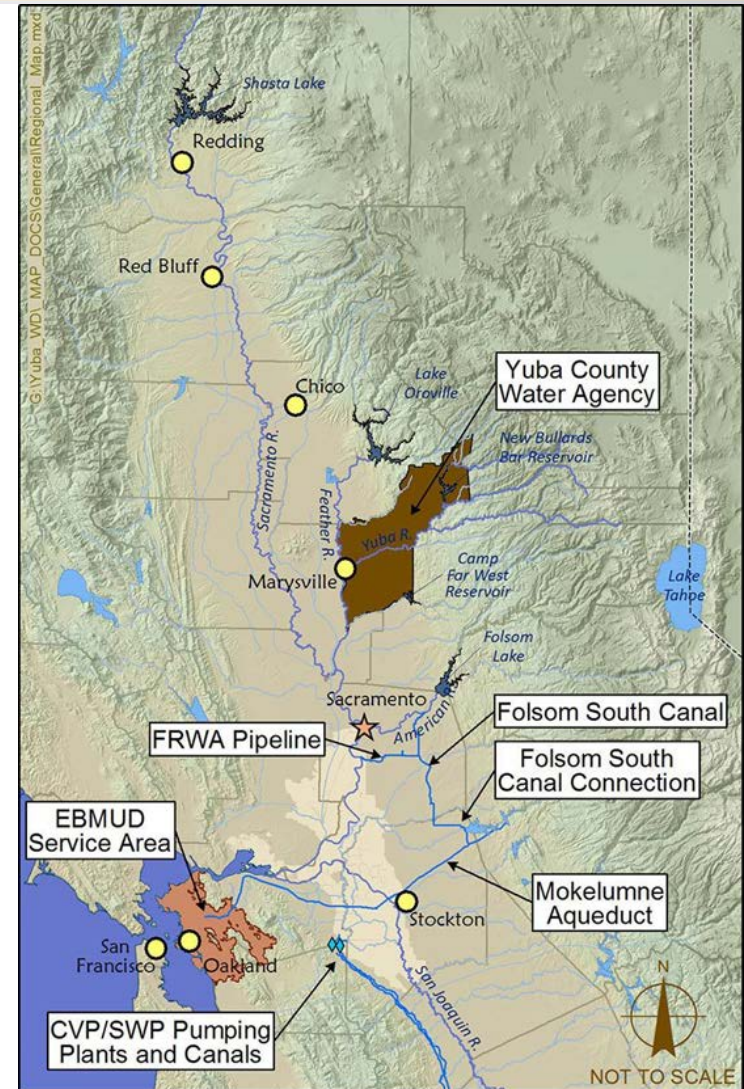 G:\Yuba_WD\_MAP_DOCS\General\Regional_Map.mxd
Shasta Lake
Redding
Red Bluff
Chico
Lake
Oroville
Yuba County
Water Agency
New Bullards
Bar Reservoir
Sacramento R.
Feather R.
Yuba R.
Marysville
Camp
Far West
Reservoir
Lake
Tahoe
Folsom
Lake
Sacramento
American R.
FRWA Pipeline
Folsom South Canal
Folsom South
Canal Connection
EBMUD
Service Area
Mokelumne
Aqueduct
Stockton
San
Francisco
Oakland
San Joaquin R.
CVP/SWP Pumping
Plants and Canals
N
NOT TO SCALE